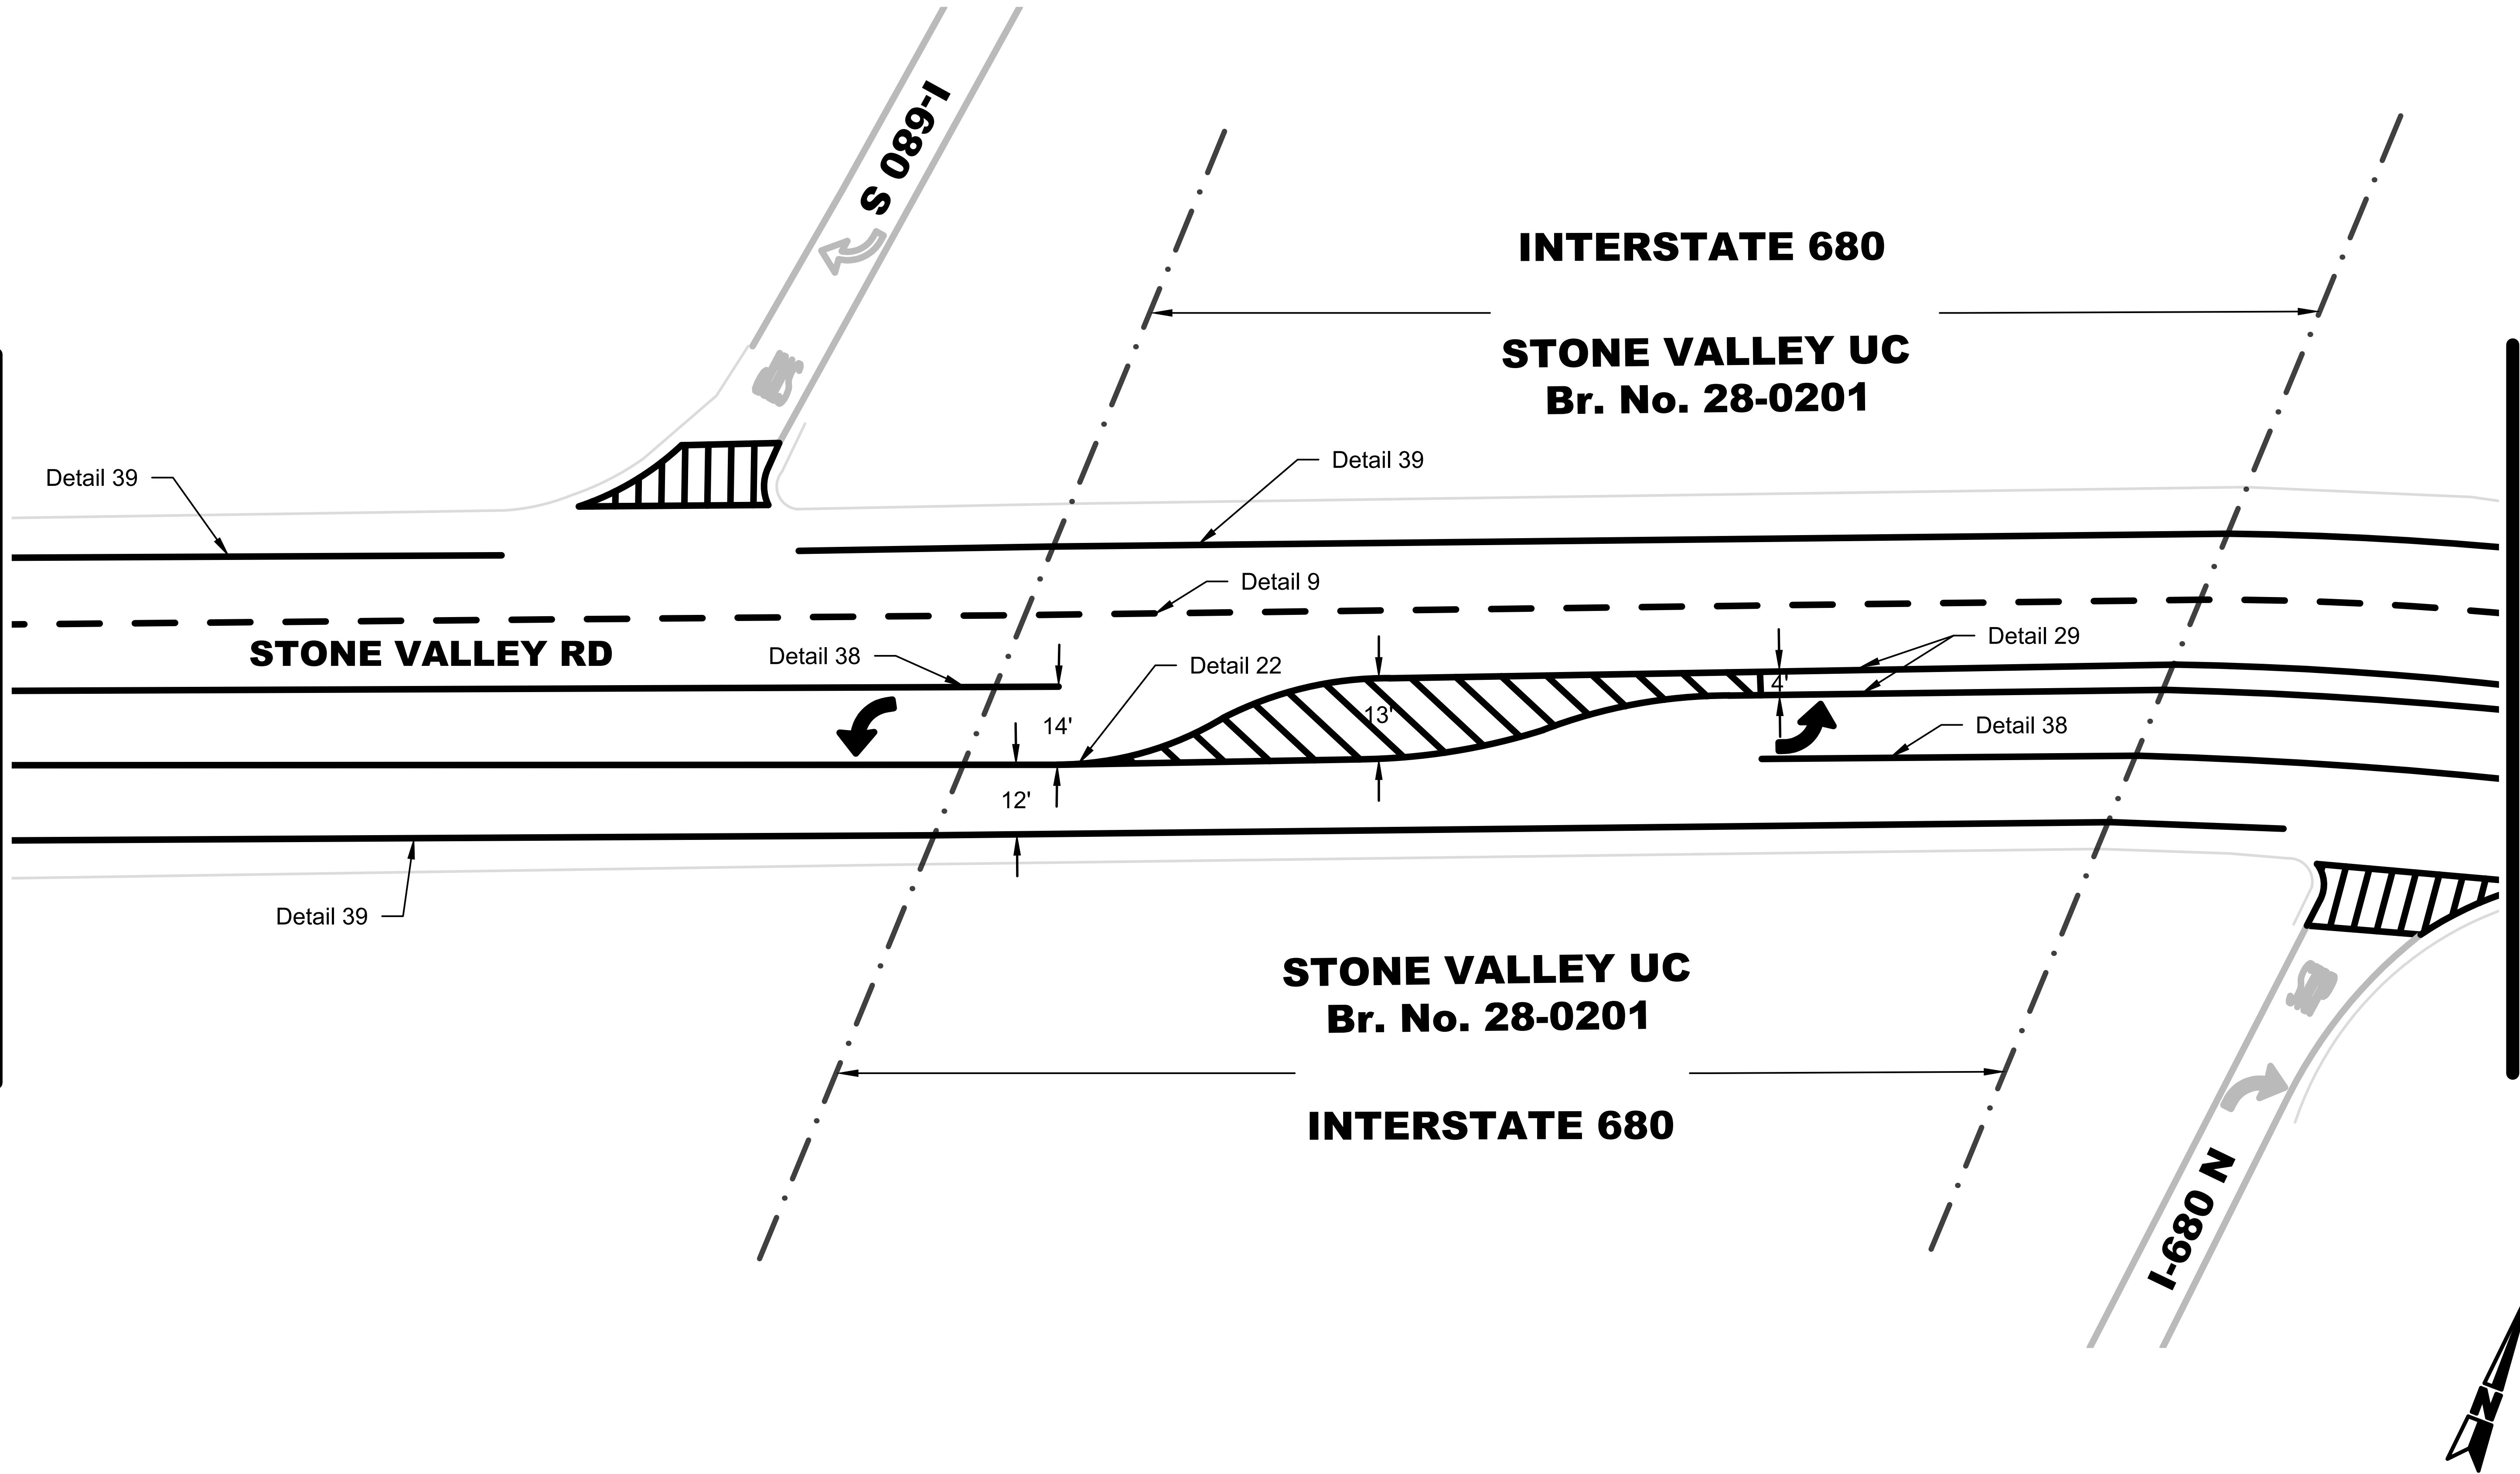 I-680 S
INTERSTATE 680
STONE VALLEY UC
Br. No. 28-0201
Detail 39
Detail 39
Detail 9
STONE VALLEY RD
Detail 38
Detail 22
Detail 29
4'
14'
13'
Detail 38
12'
Detail 39
STONE VALLEY UC
Br. No. 28-0201
INTERSTATE 680
I-680 N
N